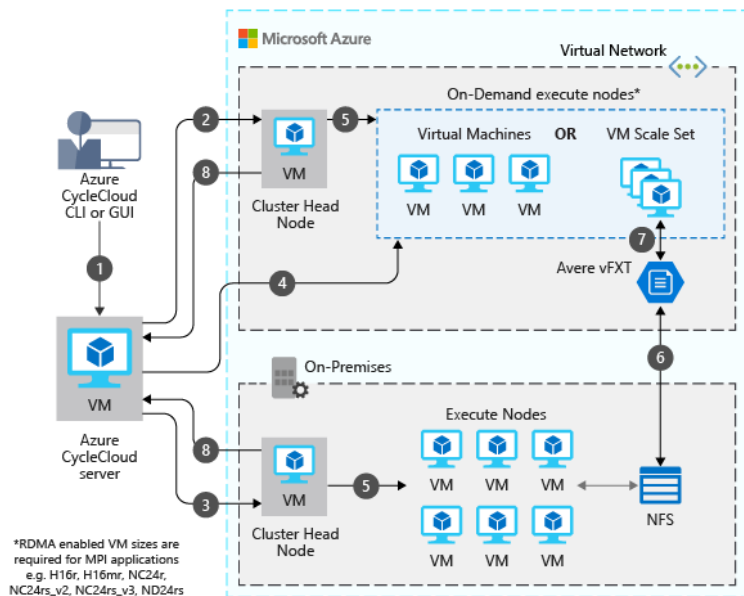 Microsoft Azure
Virtual Network
On-Demand execute nodes*
Virtual Machines OR VM Scale Set
VM VM VM
2
5
8
VM
Cluster Head
Node
Azure
CycleCloud
CLI or GUI
1
4
7
Avere vFXT
6
VM
Azure
CycleCloud
server
On-Premises
Execute Nodes
VM VM VM
VM VM VM
8
3
5
VM
Cluster Head
Node
NFS
*RDMA enabled VM sizes are
required for MPI applications
e.g. H16r, H16mr, NC24r,
NC24rs_v2, NC24rs_v3, ND24rs